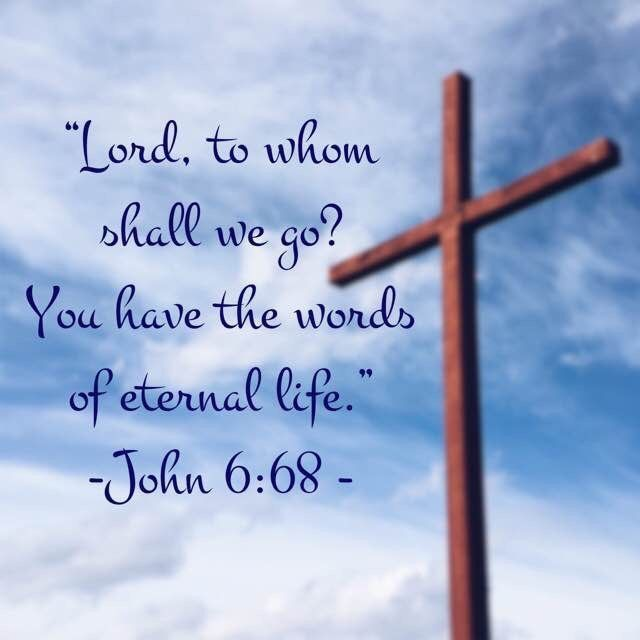 “Lord, to whom
shall we go?
You have the words
of eternal life.”
-John 6:68 -